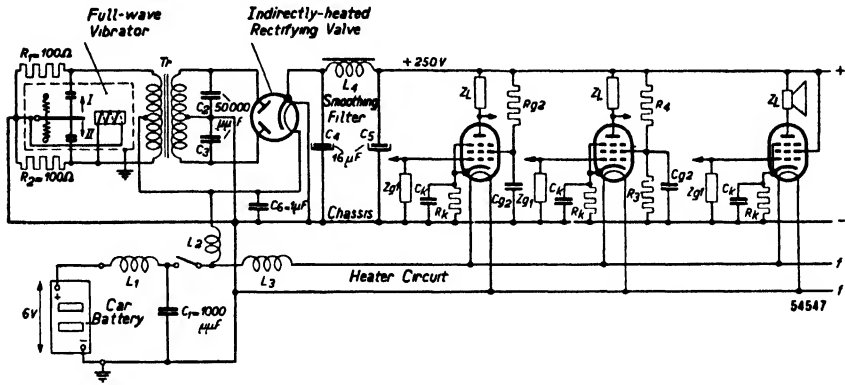 Full-wave
Vibrator
Indirectly-heated
Rectifying Valve
R1=100Ω
Tr
I
II
R2=100Ω
C2
50000
μμF
C3
L4
Smoothing
Filter
C4
C5
16μF
+250V
+
ZL
Rg2
Zg1
Ck
Rk
Cg2
ZL
R4
Zg1
Ck
Rk
R3
Cg2
ZL
Zg1
Ck
Rk
C6=1μF
Chassis
−
L2
L1
L3
Heater Circuit
f
f
6V
+
Car
Battery
−
C1=1000
μμF
54547